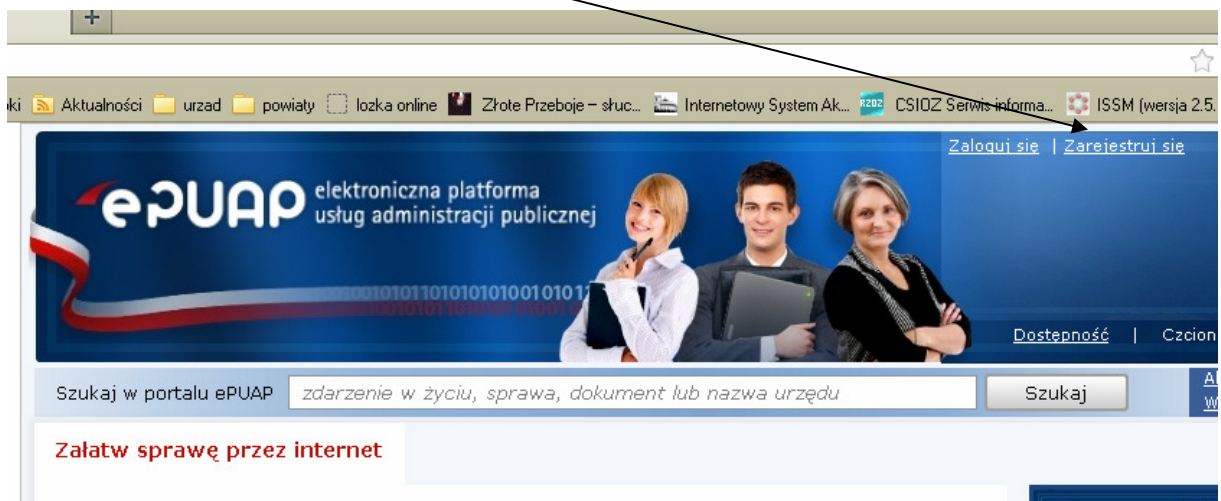 +
ki Aktualności urzad powiaty lozka online Złote Przeboje – słuc... Internetowy System Ak... CSIOZ Serwis informa... ISSM (wersja 2.5.
Zaloguj się | Zarejestruj się
ePUAP elektroniczna platforma
usług administracji publicznej
Dostępność | Czcion
Szukaj w portalu ePUAP zdarzenie w życiu, sprawa, dokument lub nazwa urzędu Szukaj
Załatw sprawę przez internet